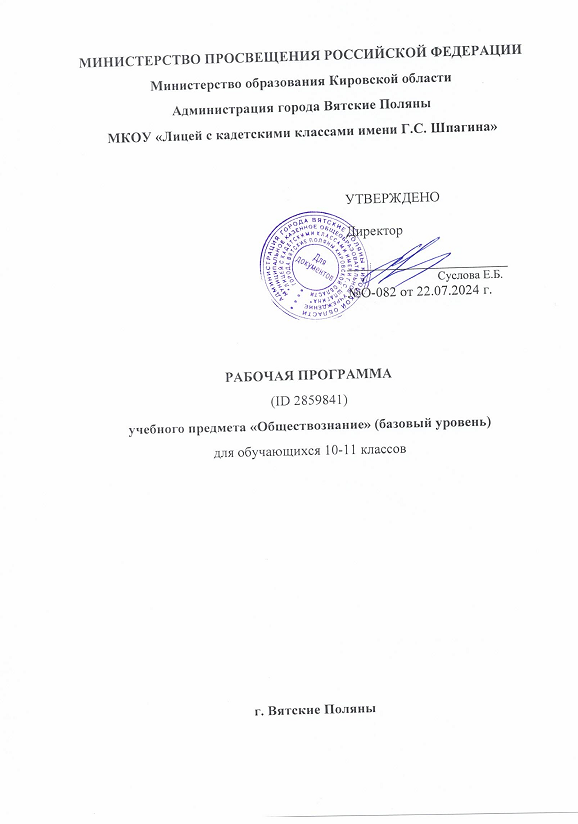 МИНИСТЕРСТВО ПРОСВЕЩЕНИЯ РОССИЙСКОЙ ФЕДЕРАЦИИ
Министерство образования Кировской области
Администрация города Вятские Поляны
МКОУ «Лицей с кадетскими классами имени Г.С. Шпагина»
УТВЕРЖДЕНО
Директор
Для
документов
Суслова Е.Б.
№О-082 от 22.07.2024 г.
РАБОЧАЯ ПРОГРАММА
(ID 2859841)
учебного предмета «Обществознание» (базовый уровень)
для обучающихся 10-11 классов
г. Вятские Поляны